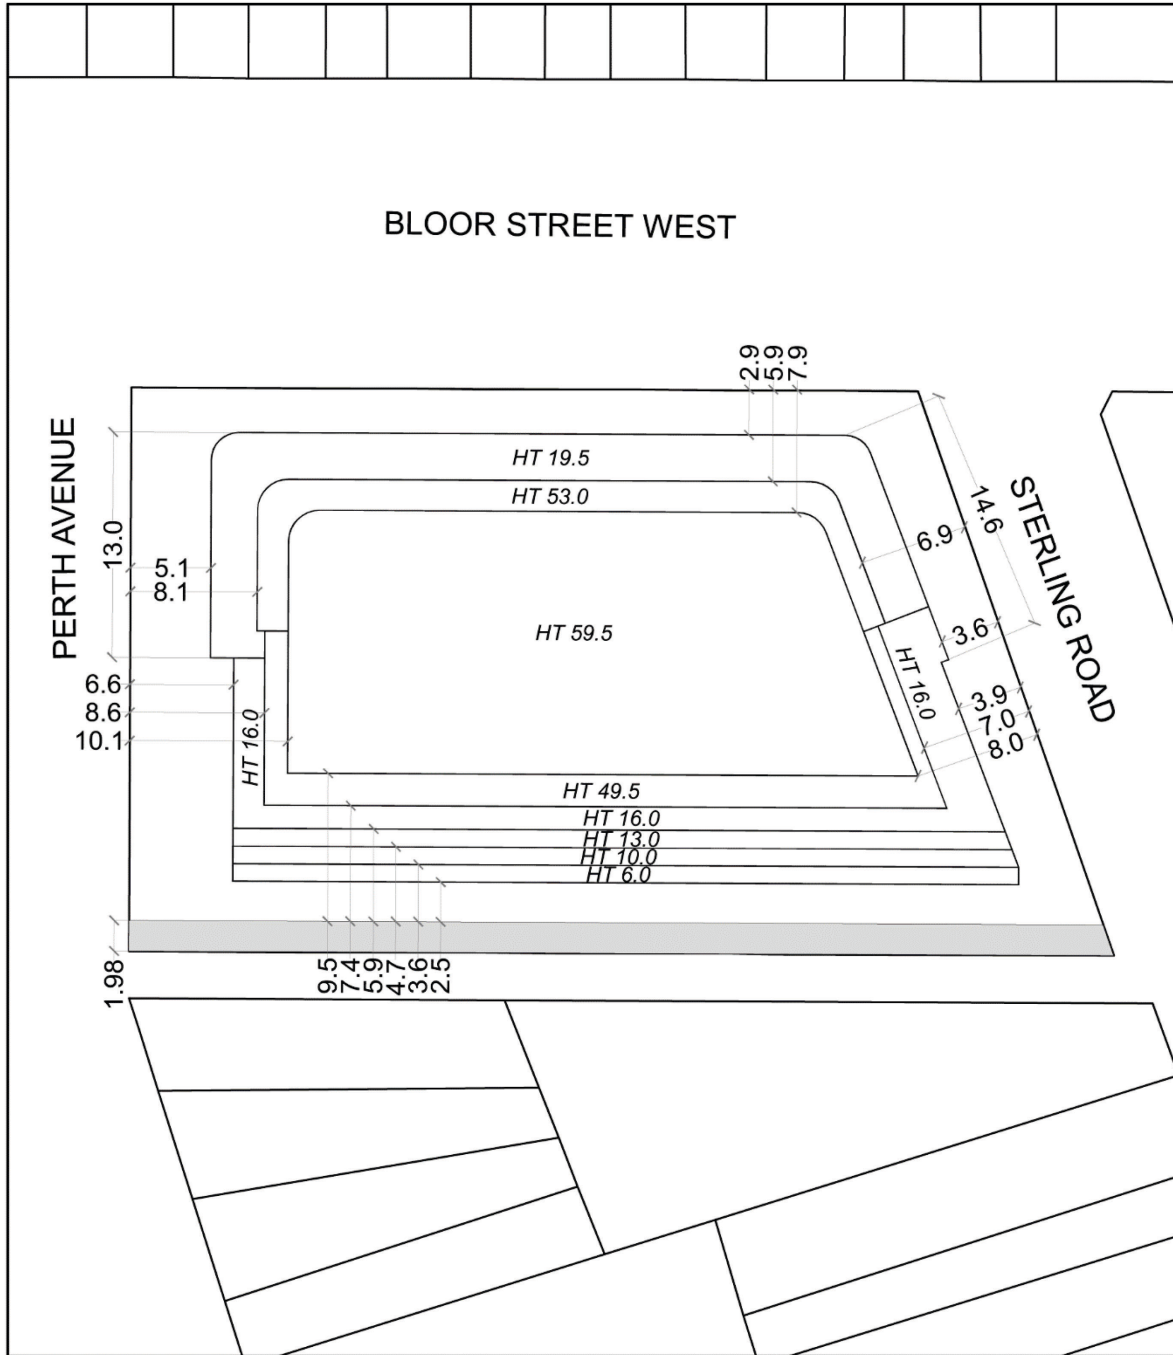 BLOOR STREET WEST
2.9
5.9
7.9
PERTH AVENUE
13.0
5.1
8.1
HT 19.5
HT 53.0
HT 59.5
6.9
14.6
STERLING ROAD
3.6
HT 16.0
3.9
7.0
8.0
6.6
8.6
10.1
HT 16.0
HT 49.5
HT 16.0
HT 13.0
HT 10.0
HT 6.0
1.98
9.5
7.4
5.9
4.7
3.6
2.5